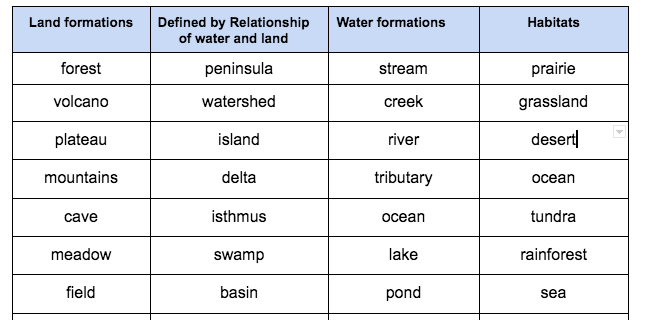 Land formations Defined by Relationship of water and land Water formations Habitats
forest peninsula stream prairie
volcano watershed creek grassland
plateau island river desert
mountains delta tributary ocean
cave isthmus ocean tundra
meadow swamp lake rainforest
field basin pond sea